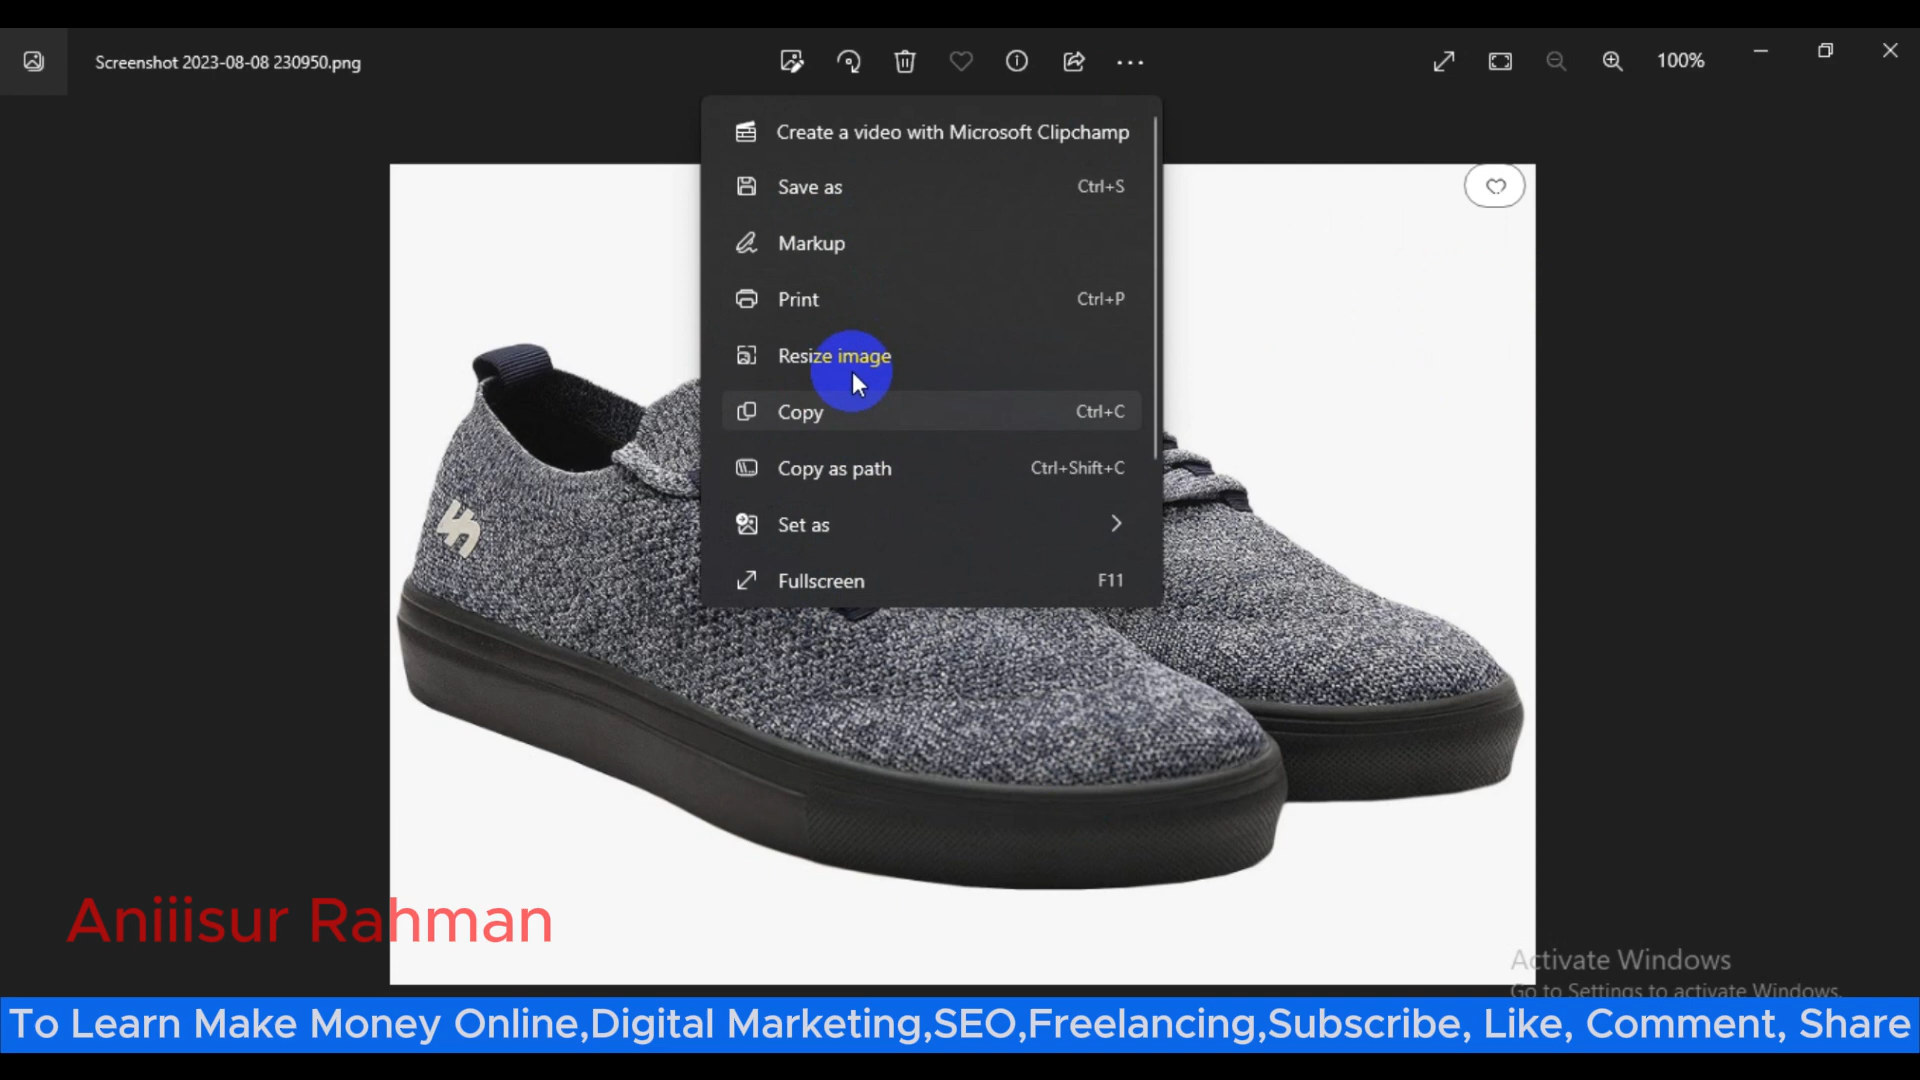 Screenshot 2023-08-08 230950.png
100%
Create a video with Microsoft Clipchamp
Save as Ctrl+S
Markup
Print Ctrl+P
Resize image
Copy Ctrl+C
Copy as path Ctrl+Shift+C
Set as
Fullscreen F11
Aniiisur Rahman
Activate Windows
Go to Settings to activate Windows.
To Learn Make Money Online,Digital Marketing,SEO,Freelancing,Subscribe, Like, Comment, Share